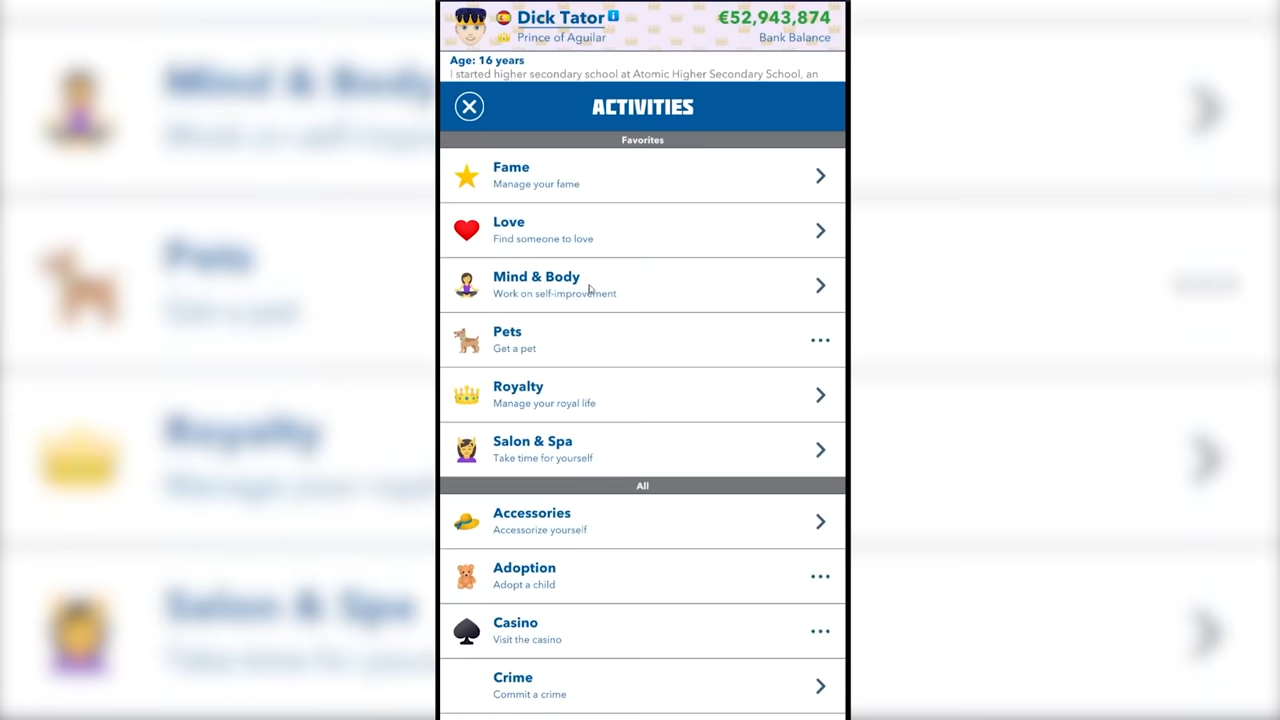 Dick Tator
€52,943,874
Prince of Aguilar
Bank Balance
Age: 16 years
I started higher secondary school at Atomic Higher Secondary School, an
ACTIVITIES
Favorites
Fame
Manage your fame
Love
Find someone to love
Mind & Body
Work on self-improvement
Pets
Get a pet
Royalty
Manage your royal life
Salon & Spa
Take time for yourself
All
Accessories
Accessorize yourself
Adoption
Adopt a child
Casino
Visit the casino
Crime
Commit a crime